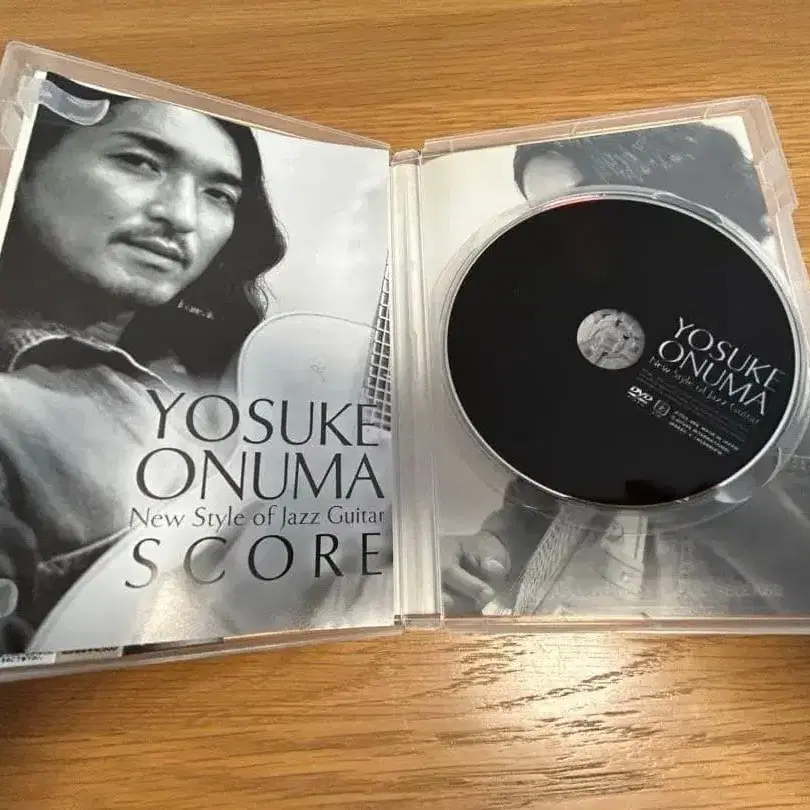 YOSUKE
ONUMA
New Style of Jazz Guitar
SCORE
YOSUKE
ONUMA
New Style of Jazz Guitar
DVD